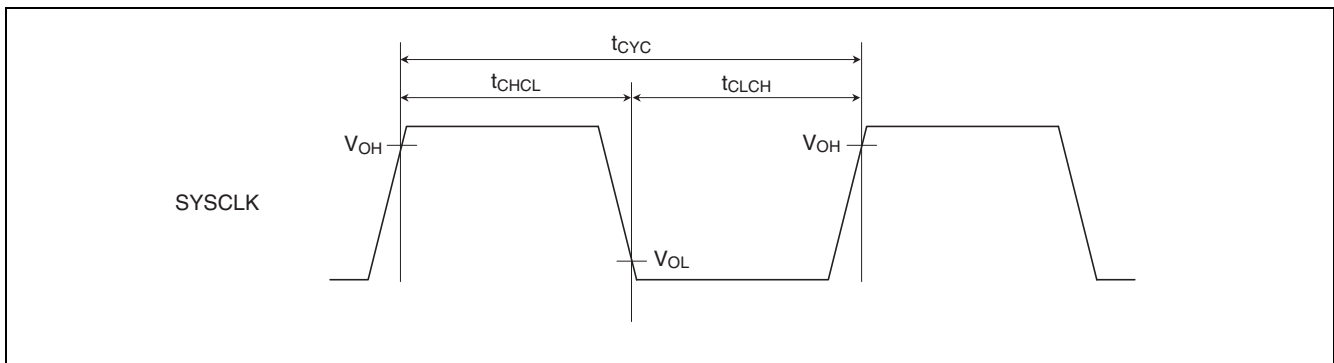 tCYC
tCHCL tCLCH
VOH VOH
SYSCLK
VOL